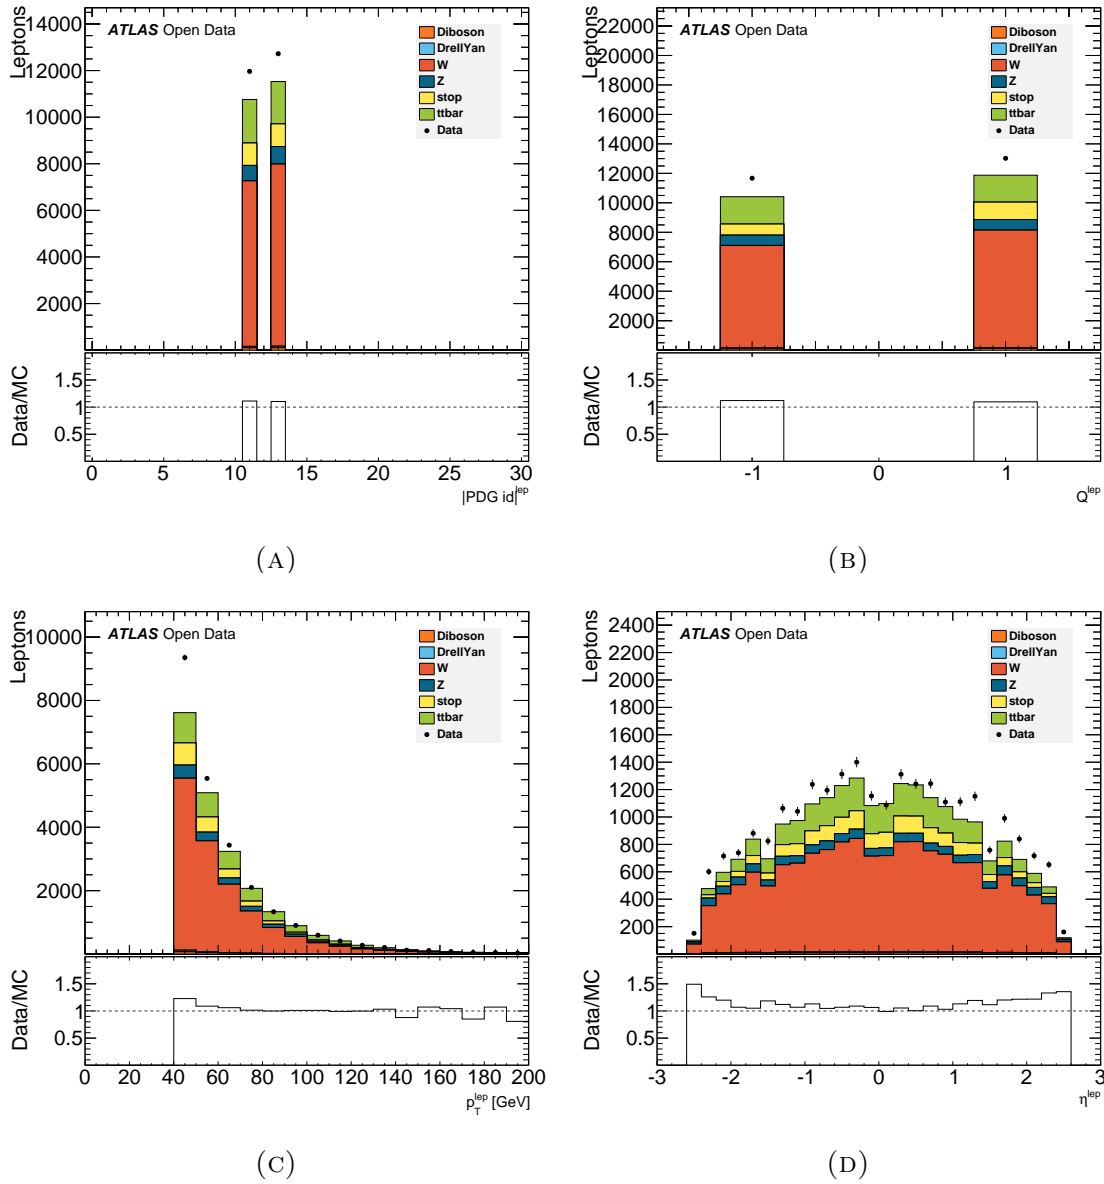 ATLAS Open Data
Leptons
14000
12000
10000
8000
6000
4000
2000
Diboson
DrellYan
W
Z
stop
ttbar
Data
Data/MC
1.5
1
0.5
0 5 10 15 20 25 30
|PDG id|^lep
(A)
ATLAS Open Data
Leptons
22000
20000
18000
16000
14000
12000
10000
8000
6000
4000
2000
Diboson
DrellYan
W
Z
stop
ttbar
Data
Data/MC
1.5
1
0.5
-1 0 1
Q^lep
(B)
ATLAS Open Data
Leptons
10000
8000
6000
4000
2000
Diboson
DrellYan
W
Z
stop
ttbar
Data
Data/MC
1.5
1
0.5
0 20 40 60 80 100 120 140 160 180 200
p_T^lep [GeV]
(C)
ATLAS Open Data
Leptons
2400
2200
2000
1800
1600
1400
1200
1000
800
600
400
200
Diboson
DrellYan
W
Z
stop
ttbar
Data
Data/MC
1.5
1
0.5
-3 -2 -1 0 1 2 3
η^lep
(D)